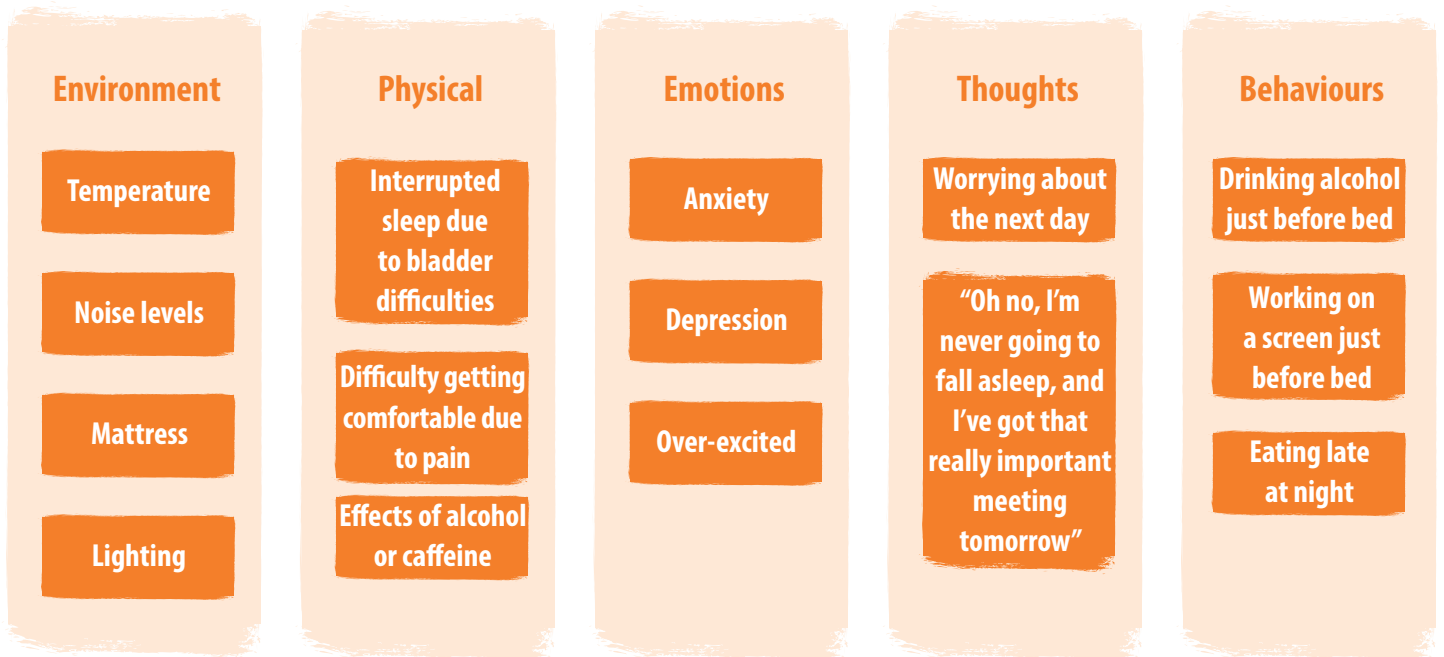 Environment
Temperature
Noise levels
Mattress
Lighting
Physical
Interrupted
sleep due
to bladder
difficulties
Difficulty getting
comfortable due
to pain
Effects of alcohol
or caffeine
Emotions
Anxiety
Depression
Over-excited
Thoughts
Worrying about
the next day
“Oh no, I’m
never going to
fall asleep, and
I’ve got that
really important
meeting
tomorrow”
Behaviours
Drinking alcohol
just before bed
Working on
a screen just
before bed
Eating late
at night